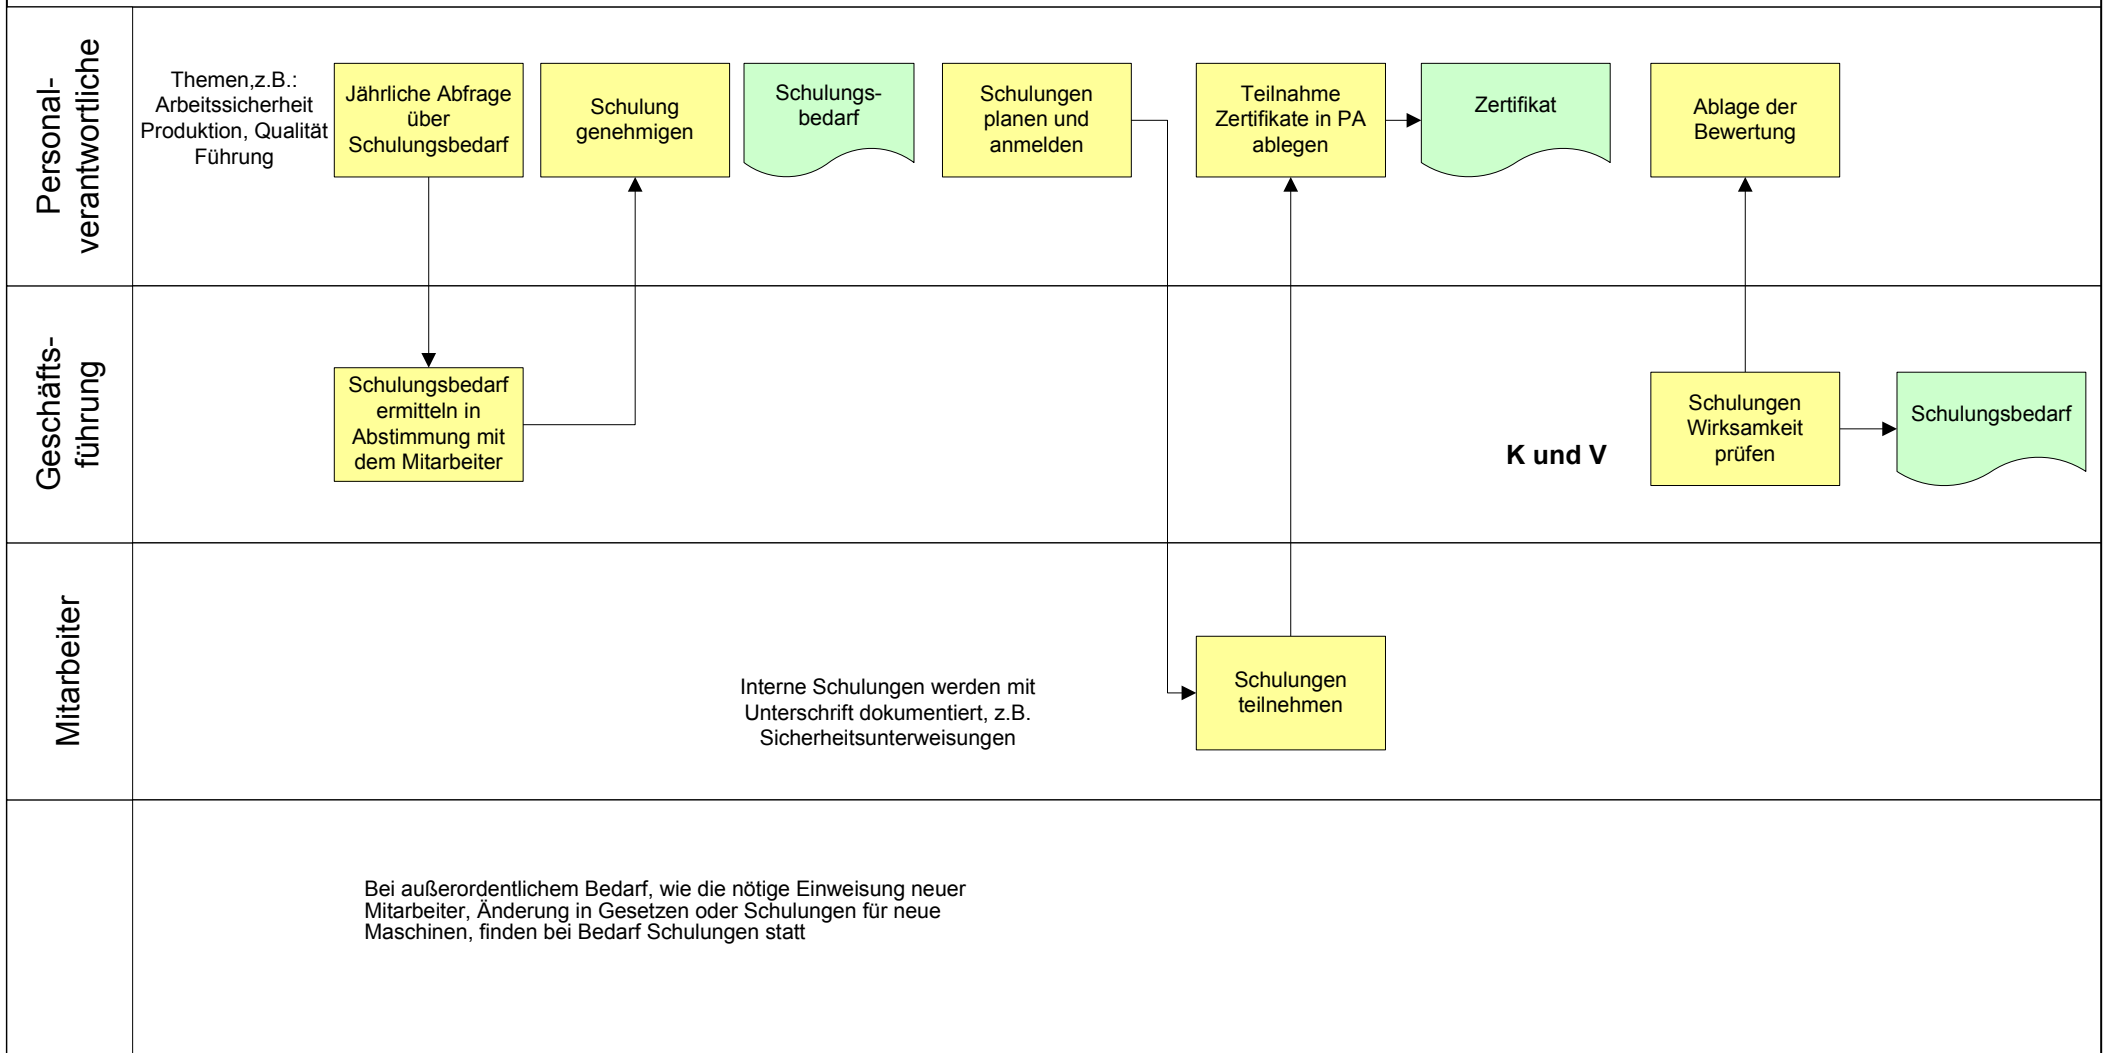 Personal-
verantwortliche
Themen,z.B.:
Arbeitssicherheit
Produktion, Qualität
Führung
Jährliche Abfrage
über
Schulungsbedarf
Schulung
genehmigen
Schulungs-
bedarf
Schulungen
planen und
anmelden
Teilnahme
Zertifikate in PA
ablegen
Zertifikat
Ablage der
Bewertung
Geschäfts-
führung
Schulungsbedarf
ermitteln in
Abstimmung mit
dem Mitarbeiter
K und V
Schulungen
Wirksamkeit
prüfen
Schulungsbedarf
Mitarbeiter
Interne Schulungen werden mit
Unterschrift dokumentiert, z.B.
Sicherheitsunterweisungen
Schulungen
teilnehmen
Bei außerordentlichem Bedarf, wie die nötige Einweisung neuer
Mitarbeiter, Änderung in Gesetzen oder Schulungen für neue
Maschinen, finden bei Bedarf Schulungen statt